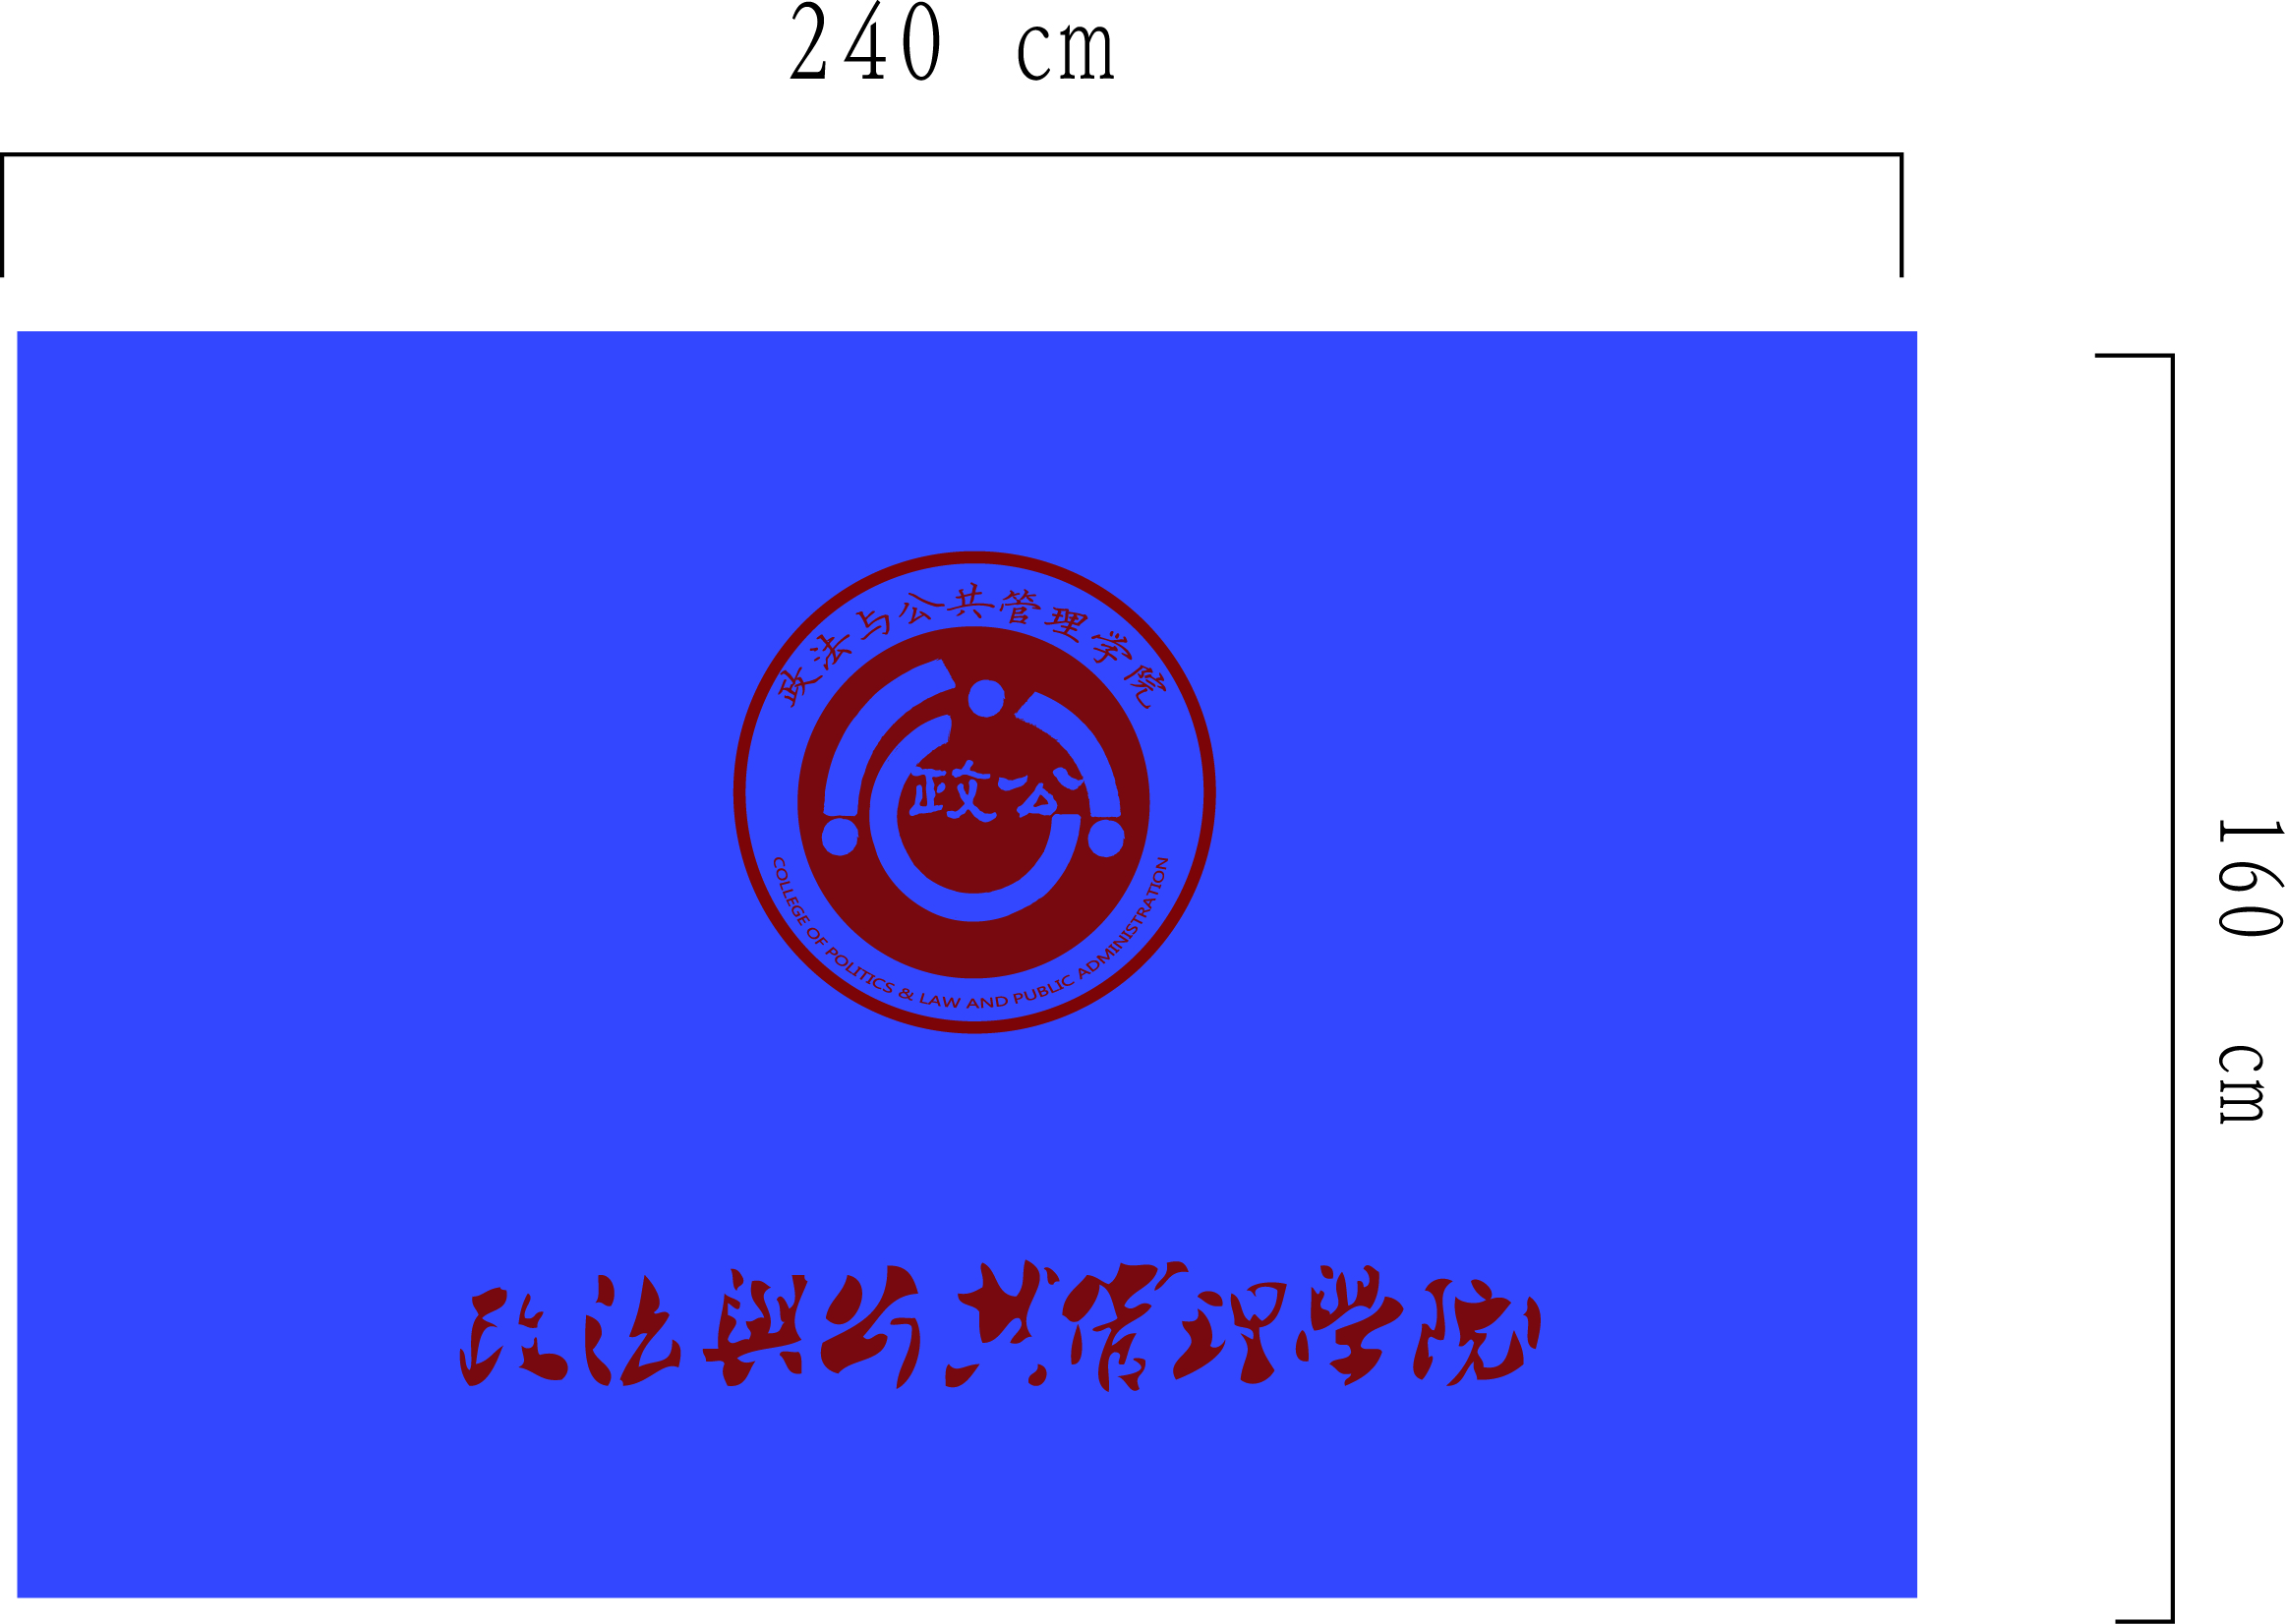 240 cm
政法与公共管理学院
政公
COLLEGE OF POLITICS & LAW AND PUBLIC ADMINISTRATION
政法與公共管理學院
160 cm